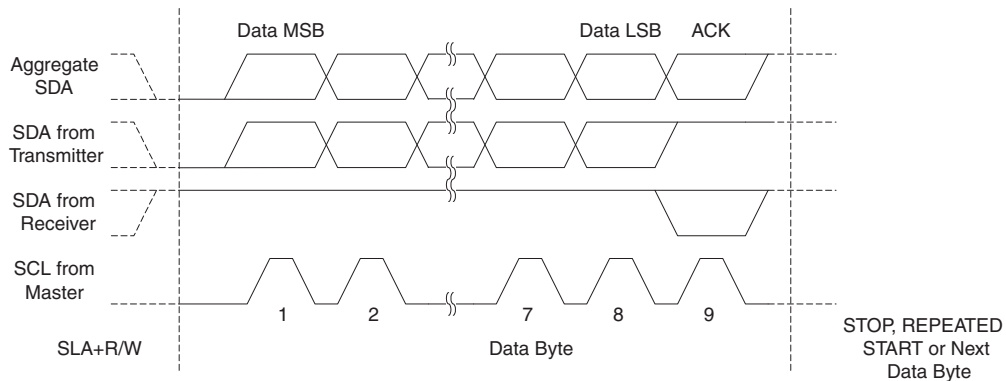 Data MSB
Data LSB
ACK
Aggregate
SDA
SDA from
Transmitter
SDA from
Receiver
SCL from
Master
1
2
7
8
9
SLA+R/W
Data Byte
STOP, REPEATED
START or Next
Data Byte